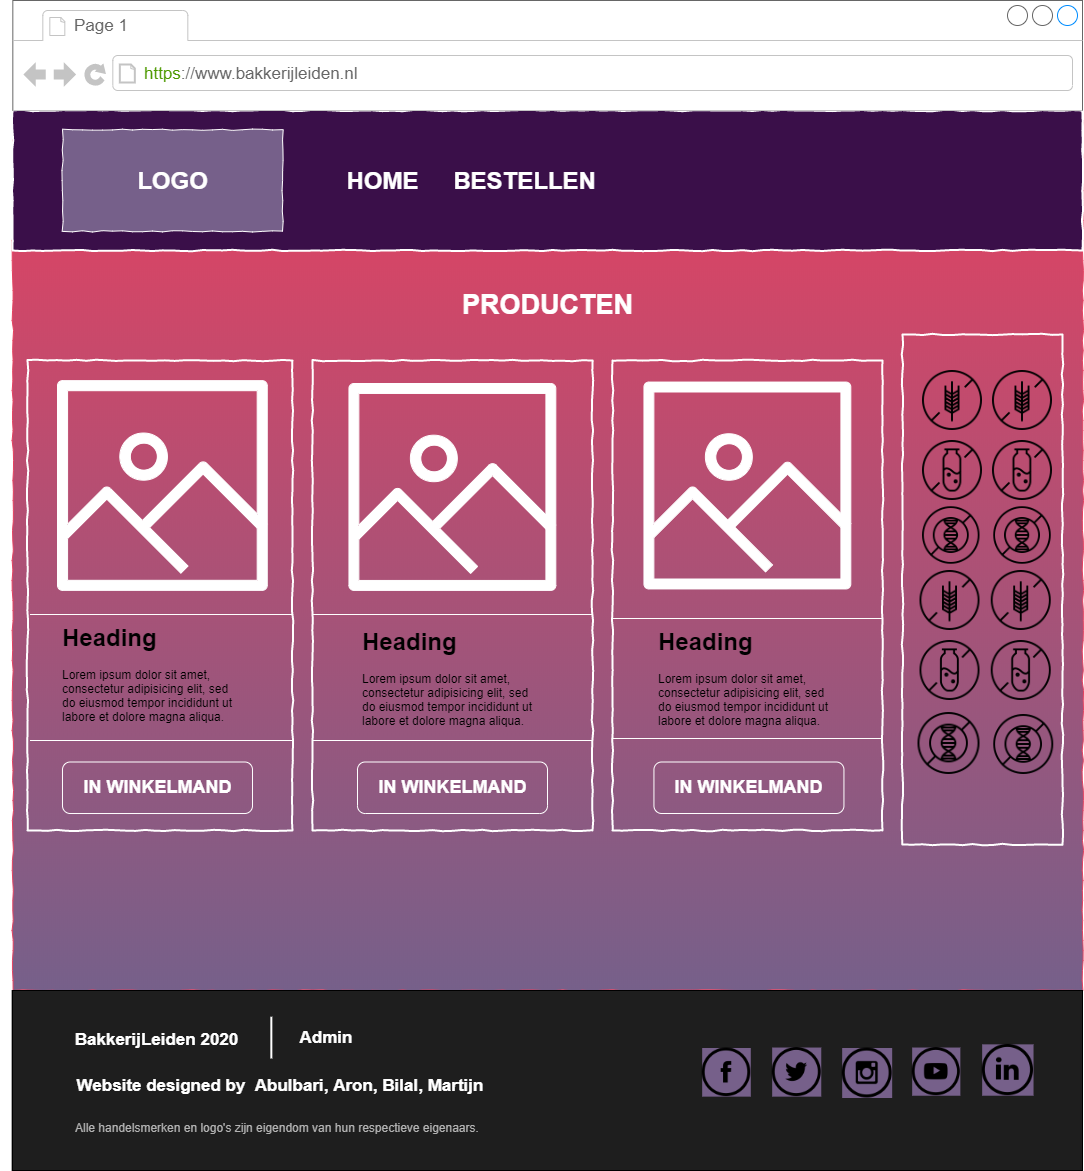 Page 1
https://www.bakkerijleiden.nl
LOGO
HOME
BESTELLEN
PRODUCTEN
Heading
Lorem ipsum dolor sit amet,
consectetur adipisicing elit, sed
do eiusmod tempor incididunt ut
labore et dolore magna aliqua.
IN WINKELMAND
Heading
Lorem ipsum dolor sit amet,
consectetur adipisicing elit, sed
do eiusmod tempor incididunt ut
labore et dolore magna aliqua.
IN WINKELMAND
Heading
Lorem ipsum dolor sit amet,
consectetur adipisicing elit, sed
do eiusmod tempor incididunt ut
labore et dolore magna aliqua.
IN WINKELMAND
BakkerijLeiden 2020
Admin
Website designed by  Abulbari, Aron, Bilal, Martijn
Alle handelsmerken en logo's zijn eigendom van hun respectieve eigenaars.
f
in